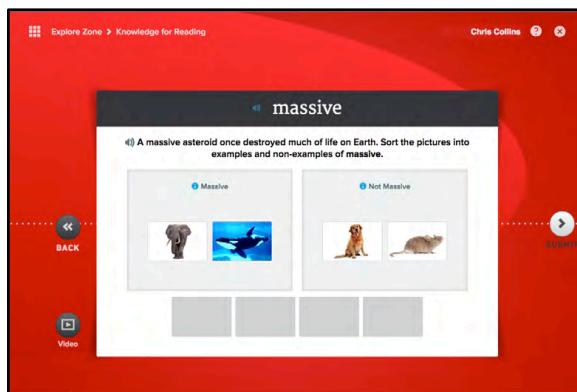 Explore Zone > Knowledge for Reading
Chris Collins ?
massive
A massive asteroid once destroyed much of life on Earth. Sort the pictures into
examples and non-examples of massive.
Massive
Not Massive
BACK
SUBMIT
Video